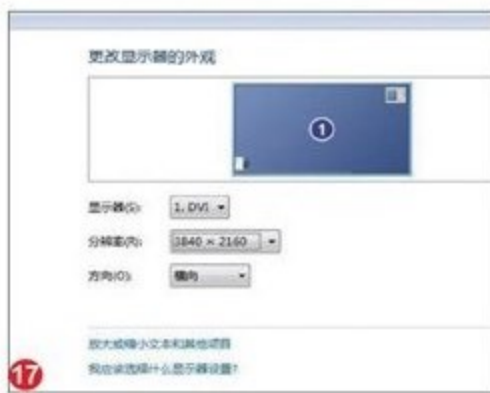 更改显示器的外观
1
显示器(S):
1. DVI
分辨率(R):
3840 × 2160
方向(O):
横向
放大或缩小文本和其他项目
我应该选择什么显示器设置?
17